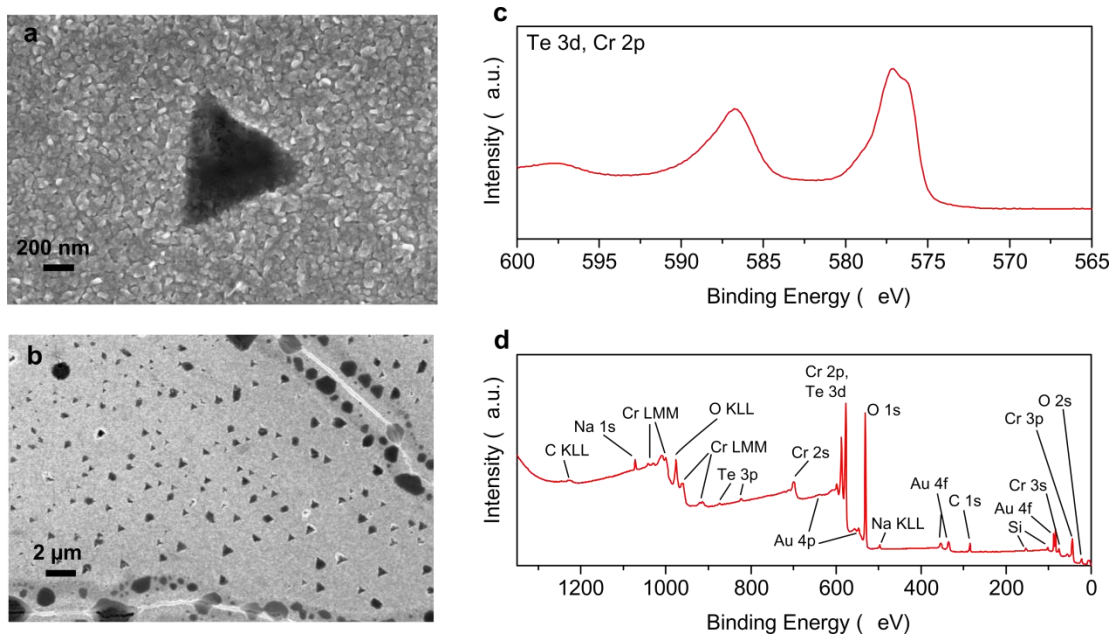 a
200 nm
b
2 µm
c
Te 3d, Cr 2p
Intensity ( a.u.)
600 595 590 585 580 575 570 565
Binding Energy ( eV)
d
Intensity ( a.u.)
C KLL
Na 1s
Cr LMM
O KLL
Cr LMM
Te 3p
Cr 2s
Cr 2p,
Te 3d
Au 4p
O 1s
Na KLL
Au 4f
C 1s
Si
Au 4f
Cr 3s
Cr 3p
O 2s
1200 1000 800 600 400 200 0
Binding Energy ( eV)